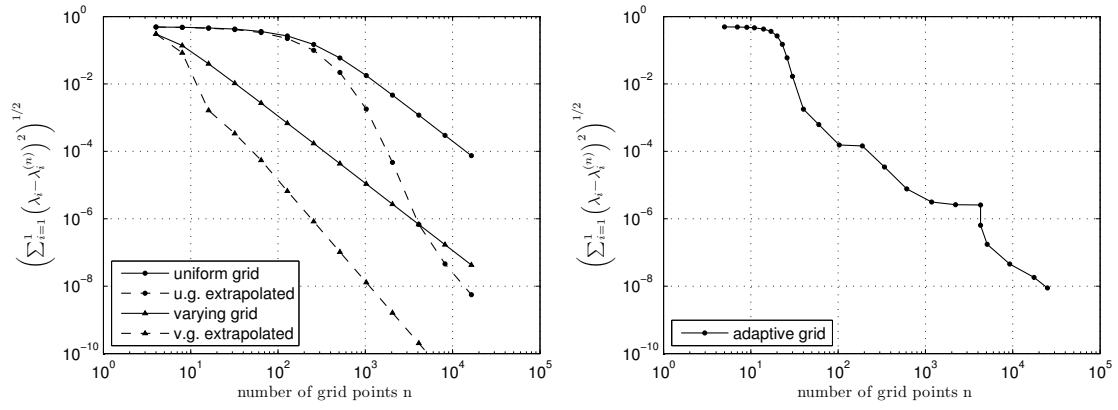 10^0
10^-2
10^-4
10^-6
10^-8
10^-10
10^0 10^1 10^2 10^3 10^4 10^5
number of grid points n
(∑_{i=1}^{1} (λ_i − λ_i^{(n)})^2)^{1/2}
uniform grid
u.g. extrapolated
varying grid
v.g. extrapolated
10^0
10^-2
10^-4
10^-6
10^-8
10^-10
10^0 10^1 10^2 10^3 10^4 10^5
number of grid points n
(∑_{i=1}^{1} (λ_i − λ_i^{(n)})^2)^{1/2}
adaptive grid